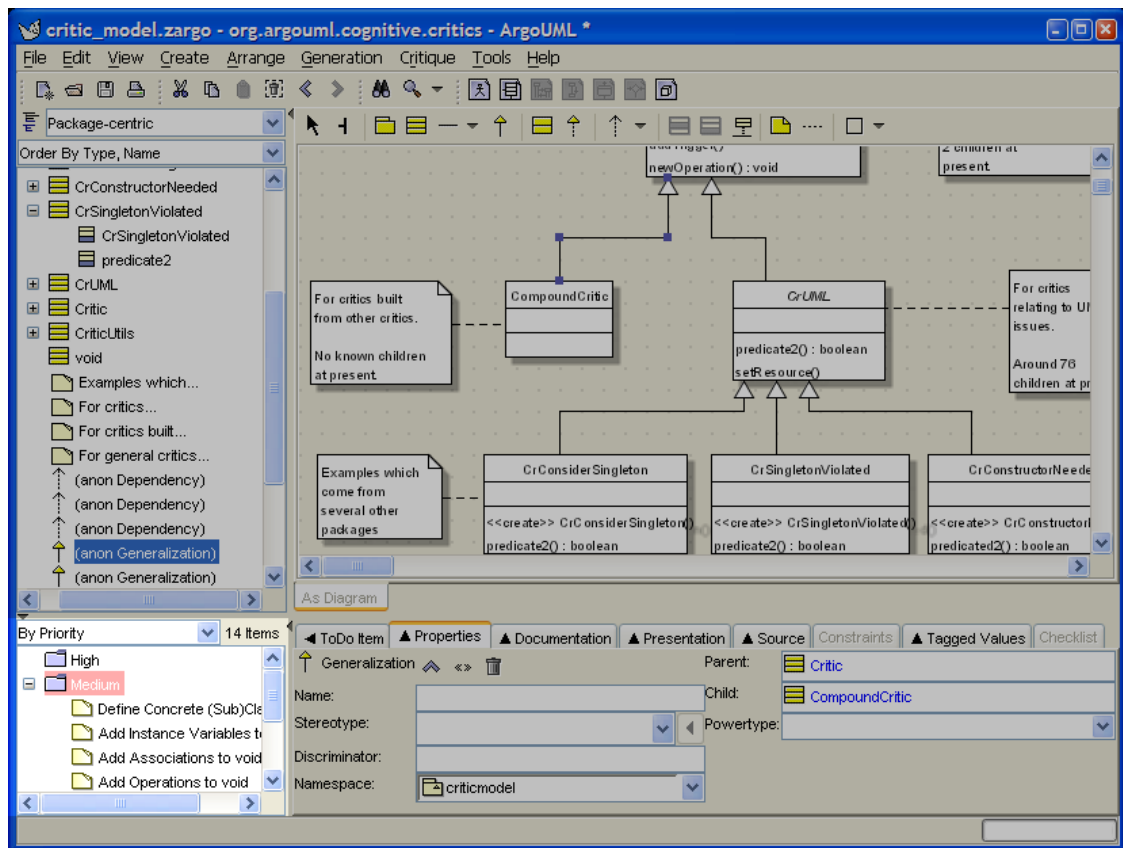 critic_model.zargo - org.argouml.cognitive.critics - ArgoUML *
File Edit View Create Arrange Generation Critique Tools Help
Package-centric
Order By Type, Name
CrConstructorNeeded
CrSingletonViolated
CrSingletonViolated
predicate2
CrUML
Critic
CriticUtils
void
Examples which...
For critics...
For critics built...
For general critics...
(anon Dependency)
(anon Dependency)
(anon Dependency)
(anon Generalization)
(anon Generalization)
newOperation() : void
2 children at
present.
For critics built
from other critics.
No known children
at present.
CompoundCritic
CrUML
predicate2() : boolean
setResource()
For critics
relating to
issues.
Around 76
children at
Examples which
come from
several other
packages
CrConsiderSingleton
<<create>> CrConsiderSingleton()
predicate2() : boolean
CrSingletonViolated
<<create>> CrSingletonViolated()
predicate2() : boolean
CrConstructorNeede
<<create>> CrConstructor
predicated2() : boolean
As Diagram
By Priority 14 Items
High
Medium
Define Concrete (Sub)Cla
Add Instance Variables to
Add Associations to void
Add Operations to void
ToDo Item Properties Documentation Presentation Source Constraints Tagged Values Checklist
Generalization «»
Name:
Stereotype:
Discriminator:
Namespace: criticmodel
Parent: Critic
Child: CompoundCritic
Powertype: